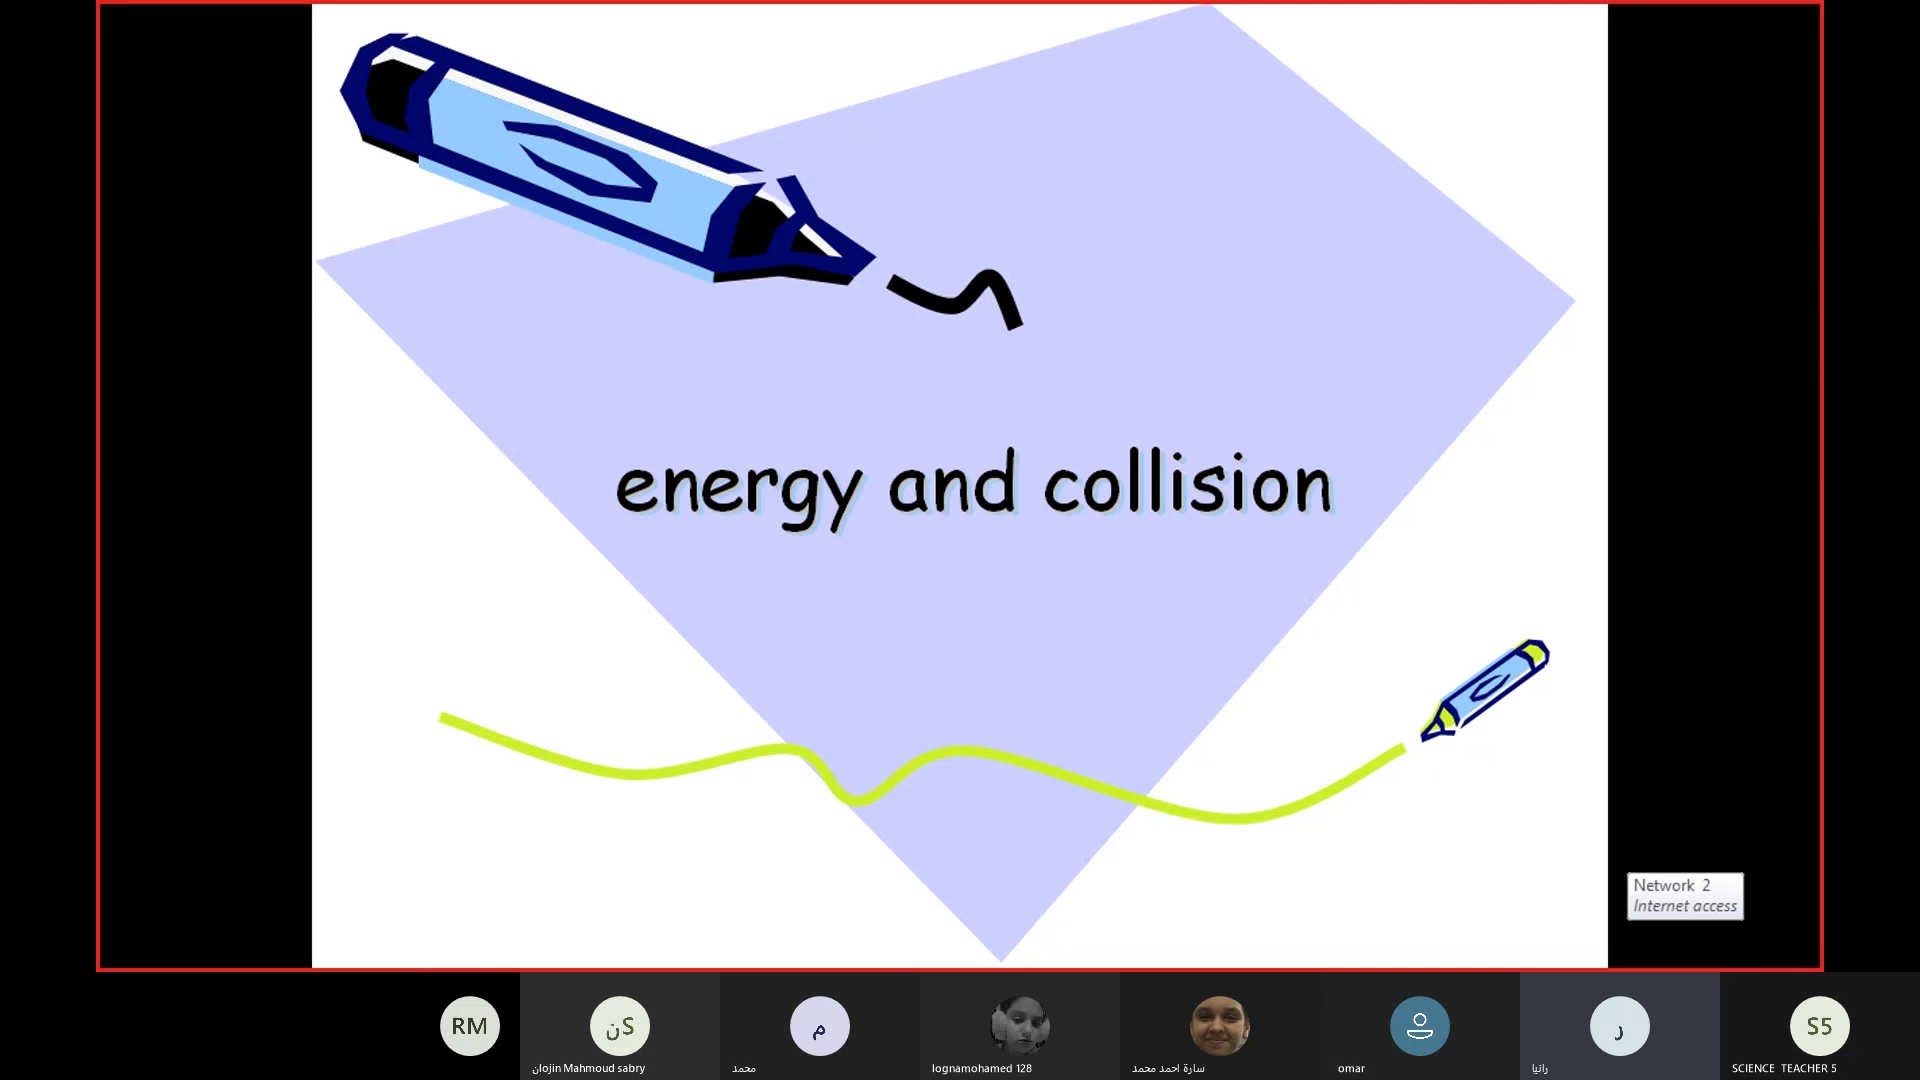 energy and collision
Network 2
Internet access
RM
نS
م
ر
S5
نlojin Mahmoud sabry
محمد
lognamohamed 128
سارة احمد محمد
omar
رانيا
SCIENCE TEACHER 5